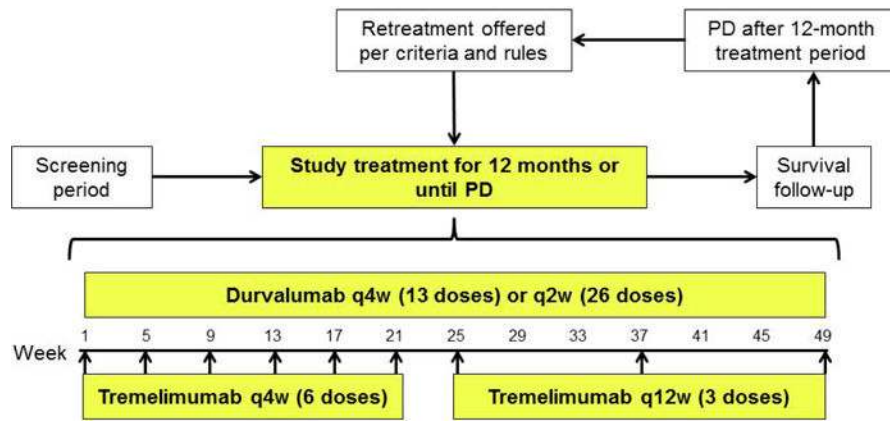 Retreatment offered
per criteria and rules
PD after 12-month
treatment period
Screening
period
Study treatment for 12 months or
until PD
Survival
follow-up
Durvalumab q4w (13 doses) or q2w (26 doses)
Week 1 5 9 13 17 21 25 29 33 37 41 45 49
Tremelimumab q4w (6 doses)
Tremelimumab q12w (3 doses)